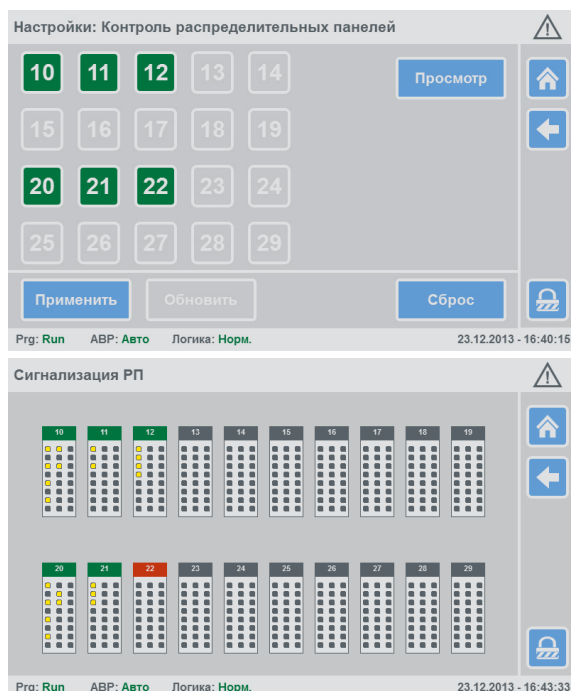 Настройки: Контроль распределительных панелей
10 11 12 13 14
Просмотр
15 16 17 18 19
20 21 22 23 24
25 26 27 28 29
Применить Обновить Сброс
Prg: Run АВР: Авто Логика: Норм. 23.12.2013 - 16:40:15
Сигнализация РП
10 11 12 13 14 15 16 17 18 19
20 21 22 23 24 25 26 27 28 29
Prg: Run АВР: Авто Логика: Норм. 23.12.2013 - 16:43:33